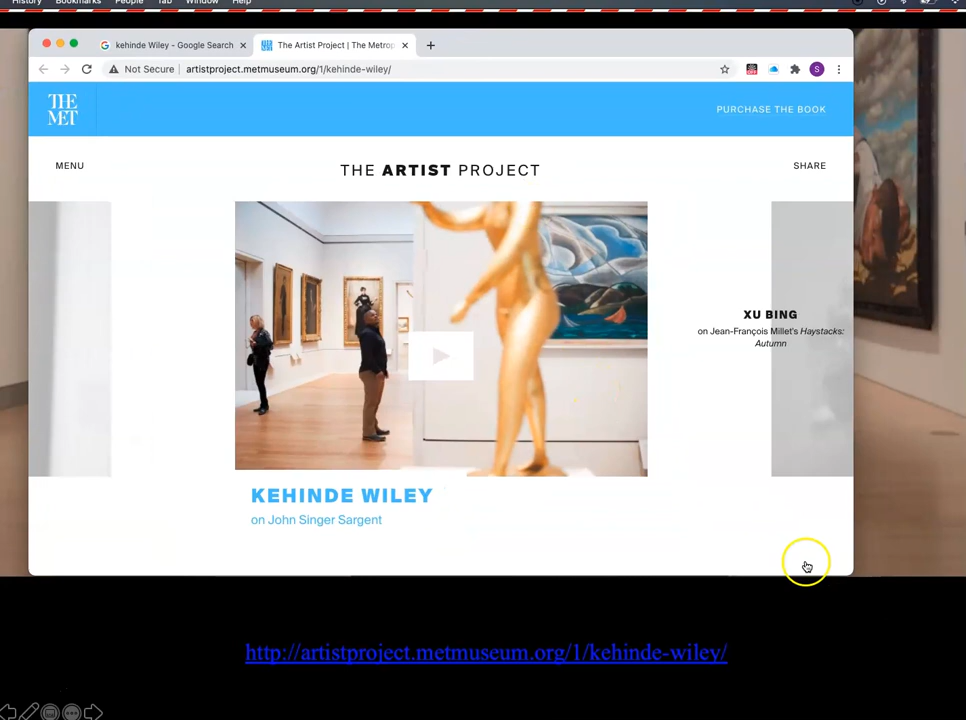 History Bookmarks People Tab Window Help
kehinde Wiley - Google Search
The Artist Project | The Metrop
Not Secure artistproject.metmuseum.org/1/kehinde-wiley/
S
THE
MET
PURCHASE THE BOOK
MENU
THE ARTIST PROJECT
SHARE
XU BING
on Jean-François Millet's Haystacks:
Autumn
KEHINDE WILEY
on John Singer Sargent
http://artistproject.metmuseum.org/1/kehinde-wiley/